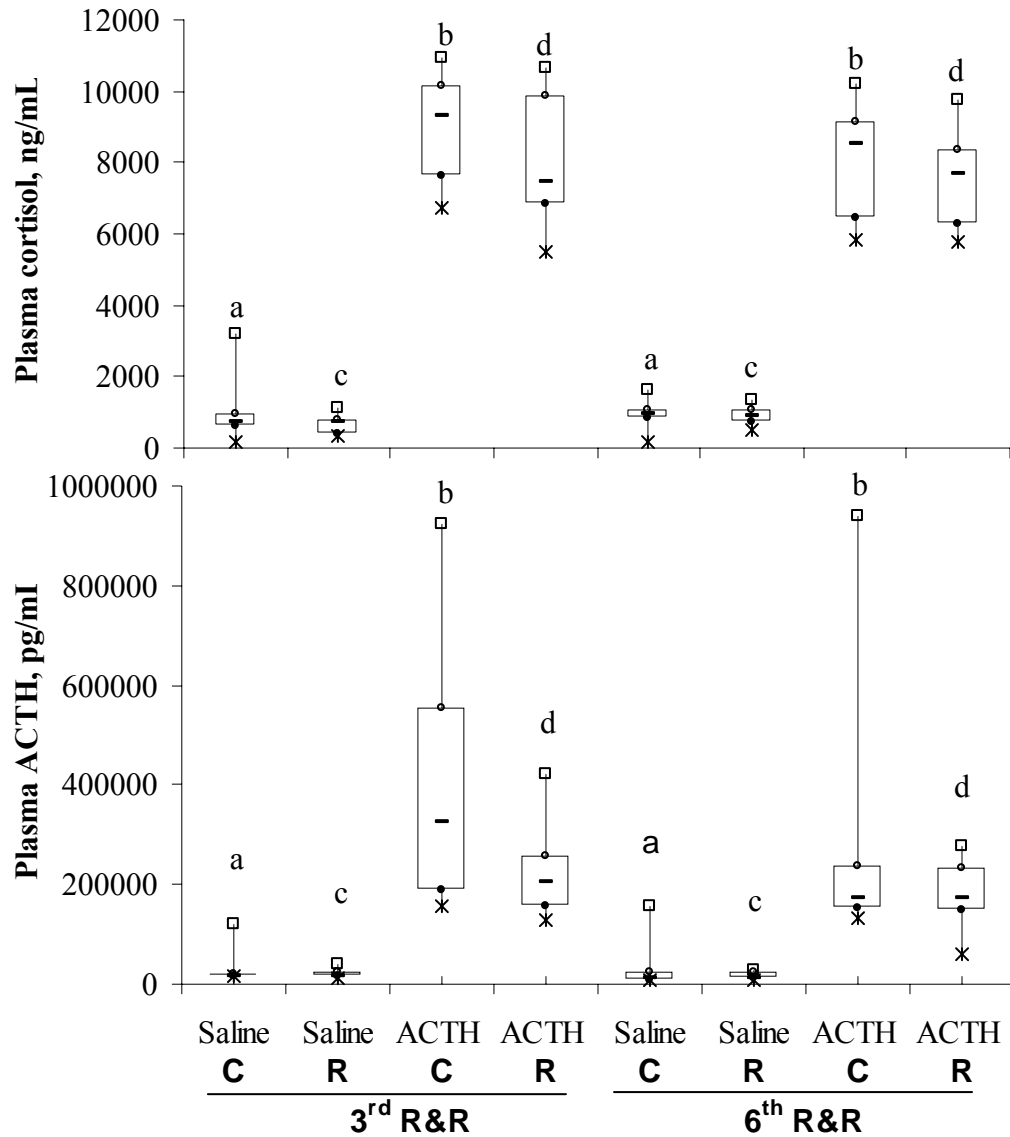 12000
b
d
10000
b
d
8000
6000
Plasma cortisol, ng/mL
4000
a
c
a
c
2000
0
1000000
b
b
800000
600000
Plasma ACTH, pg/ml
d
400000
d
a
c
a
c
200000
0
Saline Saline ACTH ACTH Saline Saline ACTH ACTH
C R C R C R C R
3rd R&R 6th R&R